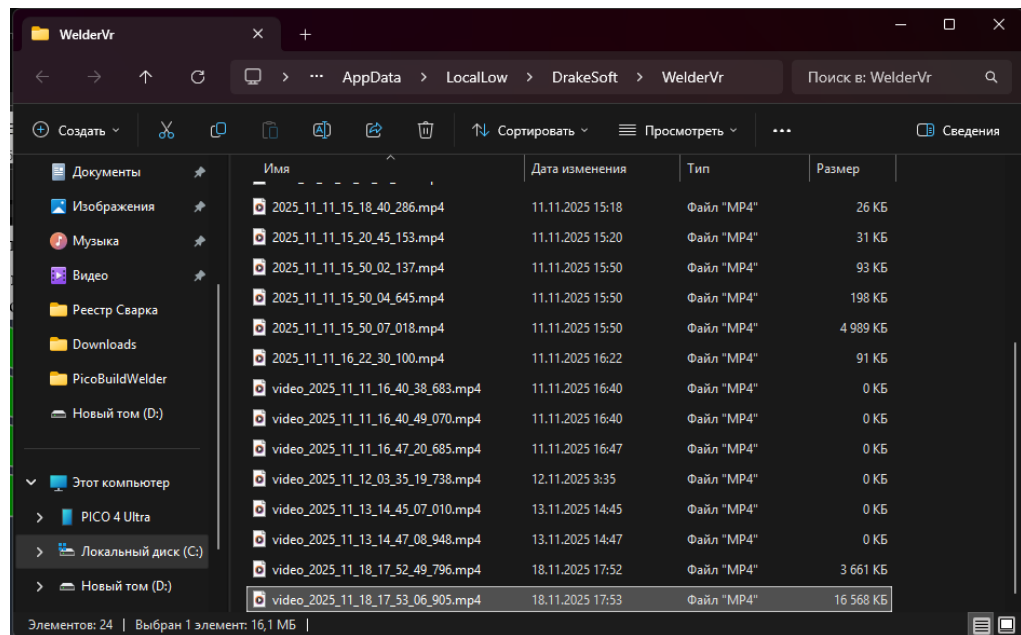 WelderVr
AppData > LocalLow > DrakeSoft > WelderVr
Поиск в: WelderVr
Создать
Сортировать
Просмотреть
Сведения
Документы
Изображения
Музыка
Видео
Реестр Сварка
Downloads
PicoBuildWelder
Новый том (D:)
Этот компьютер
PICO 4 Ultra
Локальный диск (C:)
Новый том (D:)
Имя Дата изменения Тип Размер
2025_11_11_15_18_40_286.mp4 11.11.2025 15:18 Файл "MP4" 26 КБ
2025_11_11_15_20_45_153.mp4 11.11.2025 15:20 Файл "MP4" 31 КБ
2025_11_11_15_50_02_137.mp4 11.11.2025 15:50 Файл "MP4" 93 КБ
2025_11_11_15_50_04_645.mp4 11.11.2025 15:50 Файл "MP4" 198 КБ
2025_11_11_15_50_07_018.mp4 11.11.2025 15:50 Файл "MP4" 4 989 КБ
2025_11_11_16_22_30_100.mp4 11.11.2025 16:22 Файл "MP4" 91 КБ
video_2025_11_11_16_40_38_683.mp4 11.11.2025 16:40 Файл "MP4" 0 КБ
video_2025_11_11_16_40_49_070.mp4 11.11.2025 16:40 Файл "MP4" 0 КБ
video_2025_11_11_16_47_20_685.mp4 11.11.2025 16:47 Файл "MP4" 0 КБ
video_2025_11_12_03_35_19_738.mp4 12.11.2025 3:35 Файл "MP4" 0 КБ
video_2025_11_13_14_45_07_010.mp4 13.11.2025 14:45 Файл "MP4" 0 КБ
video_2025_11_13_14_47_08_948.mp4 13.11.2025 14:47 Файл "MP4" 0 КБ
video_2025_11_18_17_52_49_796.mp4 18.11.2025 17:52 Файл "MP4" 3 661 КБ
video_2025_11_18_17_53_06_905.mp4 18.11.2025 17:53 Файл "MP4" 16 568 КБ
Элементов: 24 | Выбран 1 элемент: 16,1 МБ |